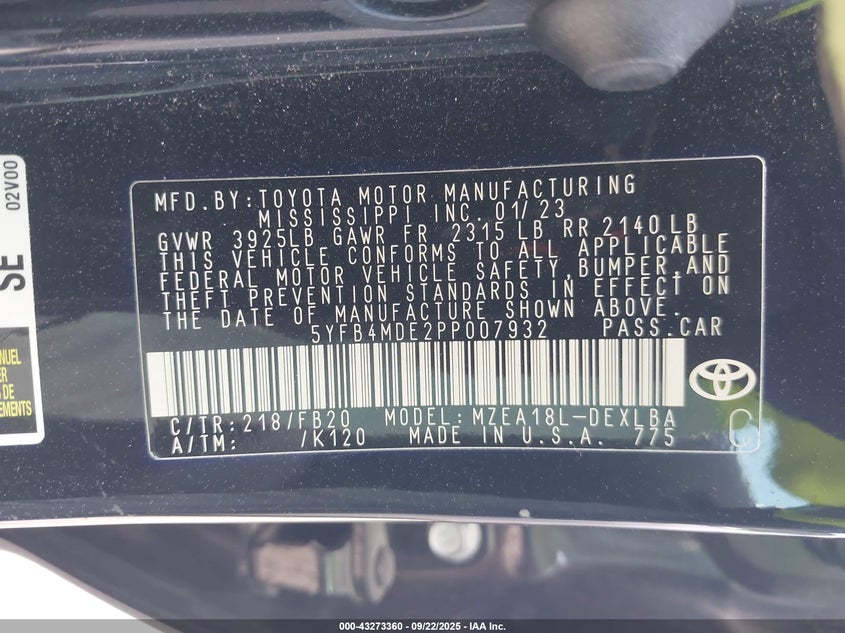 MFD. BY: TOYOTA MOTOR MANUFACTURING
MISSISSIPPI INC. 01/23
GVWR 3925LB GAWR FR 2315 LB RR 2140 LB
THIS VEHICLE CONFORMS TO ALL APPLICABLE
FEDERAL MOTOR VEHICLE SAFETY, BUMPER, AND
THEFT PREVENTION STANDARDS IN EFFECT ON
THE DATE OF MANUFACTURE SHOWN ABOVE.
5YFB4MDE2PP007932 PASS. CAR
C/TR: 218/FB20 MODEL: MZEA18L-DEXLBA
A/TM: /K120 MADE IN U.S.A. 775
C
SE
02V00
DE
000-43273360 - 09/22/2025 - IAA Inc.